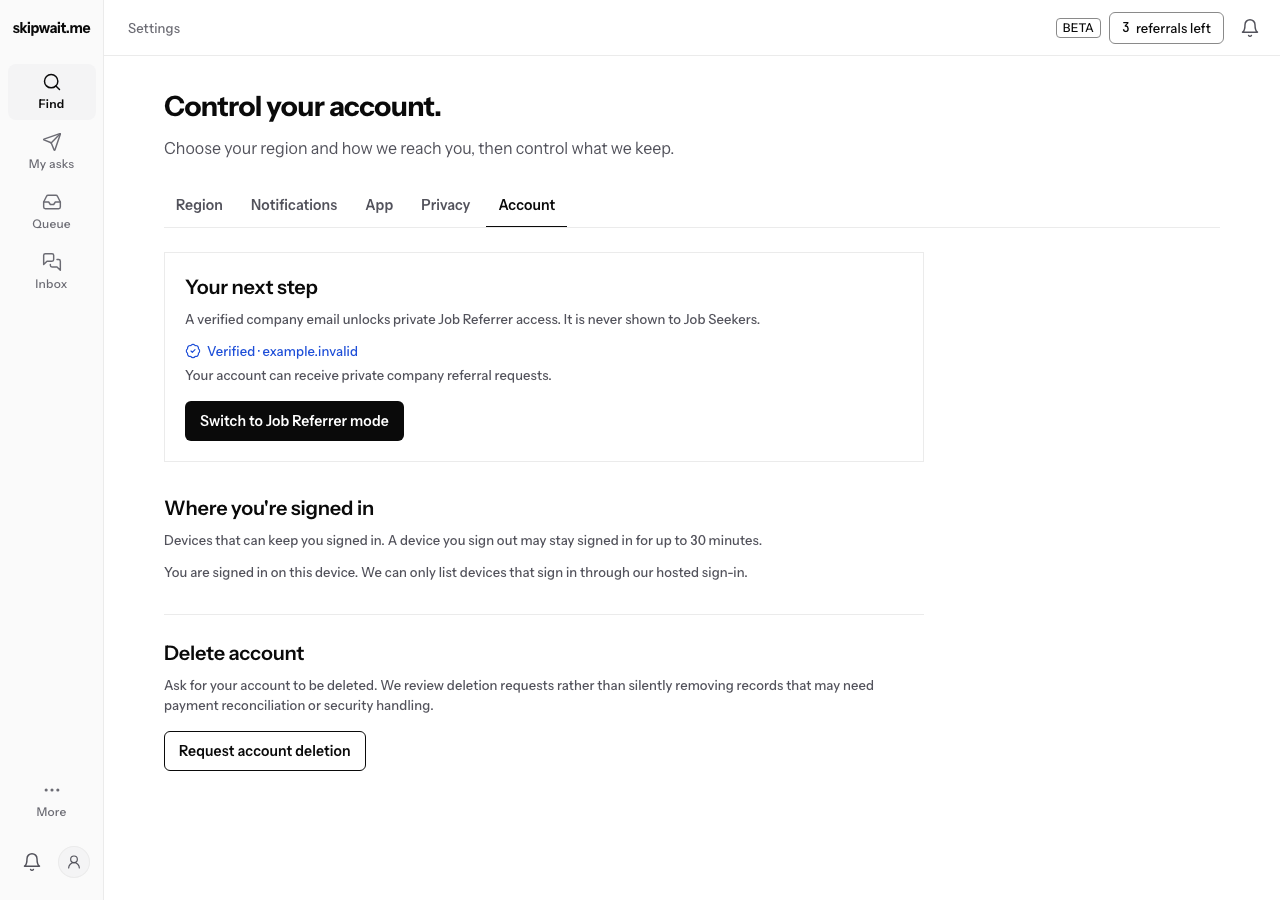 skipwait.me
Settings
BETA
3 referrals left
Find
My asks
Queue
Inbox
More
Control your account.
Choose your region and how we reach you, then control what we keep.
Region
Notifications
App
Privacy
Account
Your next step
A verified company email unlocks private Job Referrer access. It is never shown to Job Seekers.
Verified · example.invalid
Your account can receive private company referral requests.
Switch to Job Referrer mode
Where you're signed in
Devices that can keep you signed in. A device you sign out may stay signed in for up to 30 minutes.
You are signed in on this device. We can only list devices that sign in through our hosted sign-in.
Delete account
Ask for your account to be deleted. We review deletion requests rather than silently removing records that may need
payment reconciliation or security handling.
Request account deletion